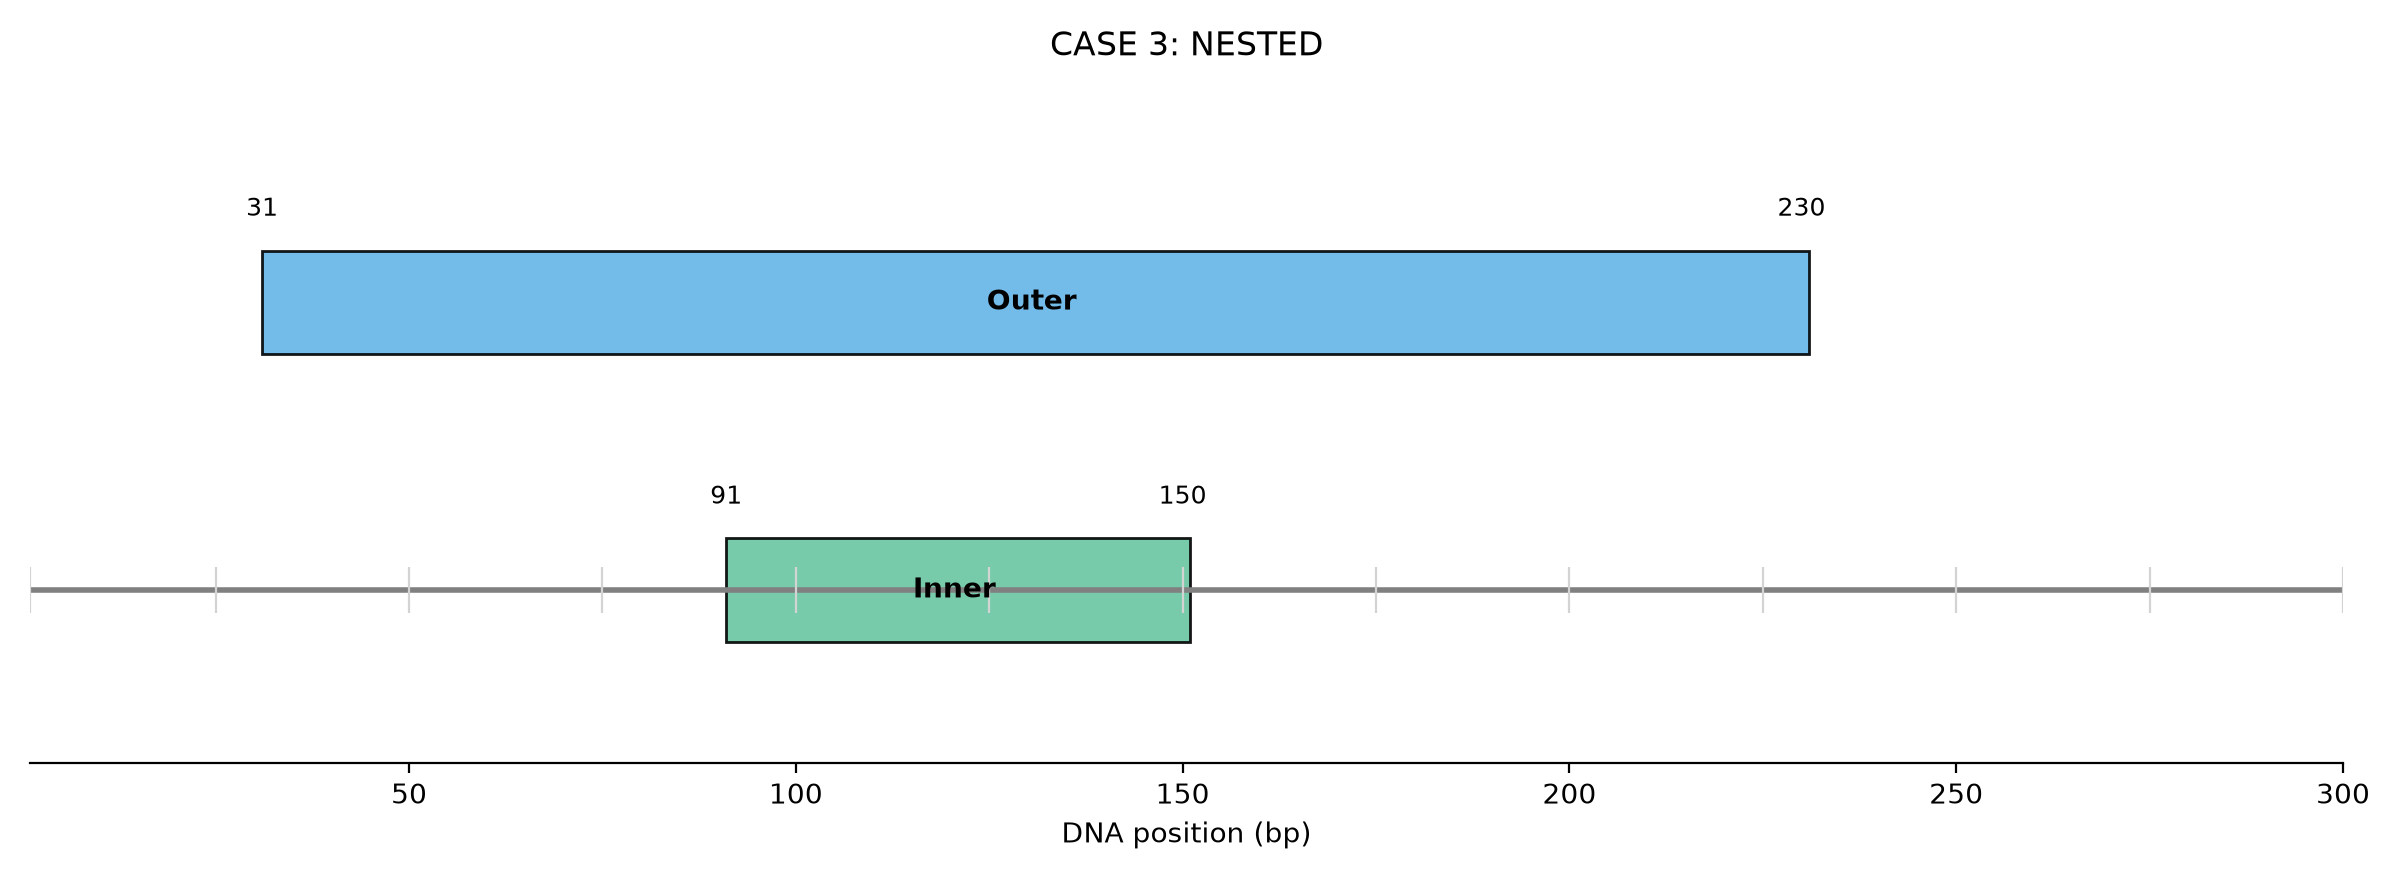 CASE 3: NESTED
31 230
Outer
91 150
Inner
50 100 150 200 250 300
DNA position (bp)